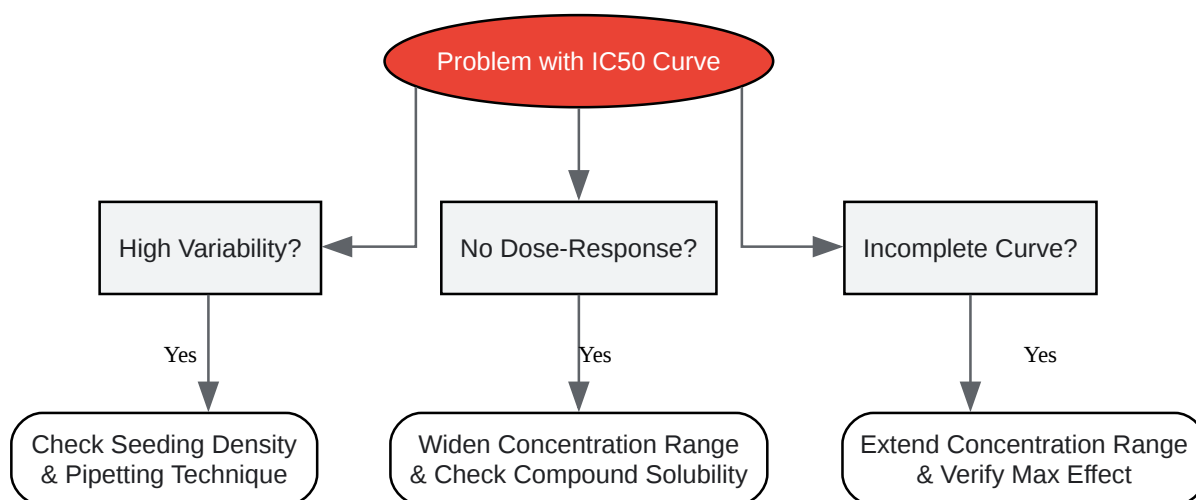 Problem with IC50 Curve
High Variability?
No Dose-Response?
Incomplete Curve?
Yes
Yes
Yes
Check Seeding Density
& Pipetting Technique
Widen Concentration Range
& Check Compound Solubility
Extend Concentration Range
& Verify Max Effect